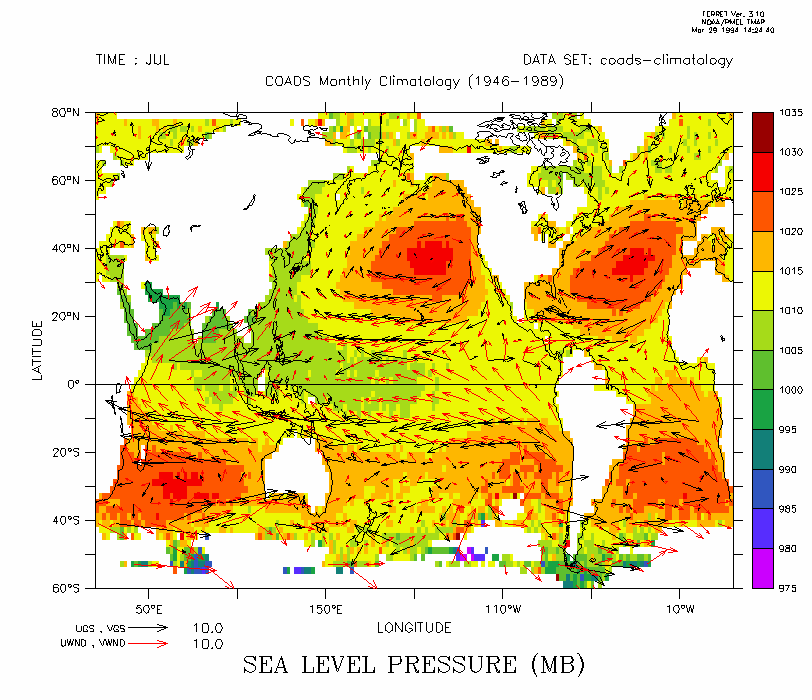 FERRET Ver. 3.10
NOAA/PMEL TMAP
Mar 29 1994 14:24:40
TIME : JUL
DATA SET: coads-climatology
COADS Monthly Climatology (1946-1989)
80°N
60°N
40°N
20°N
0°
20°S
40°S
60°S
LATITUDE
1035
1030
1025
1020
1015
1010
1005
1000
995
990
985
980
975
50°E
150°E
110°W
10°W
LONGITUDE
UGS , VGS 10.0
UWND , VWND 10.0
SEA LEVEL PRESSURE (MB)